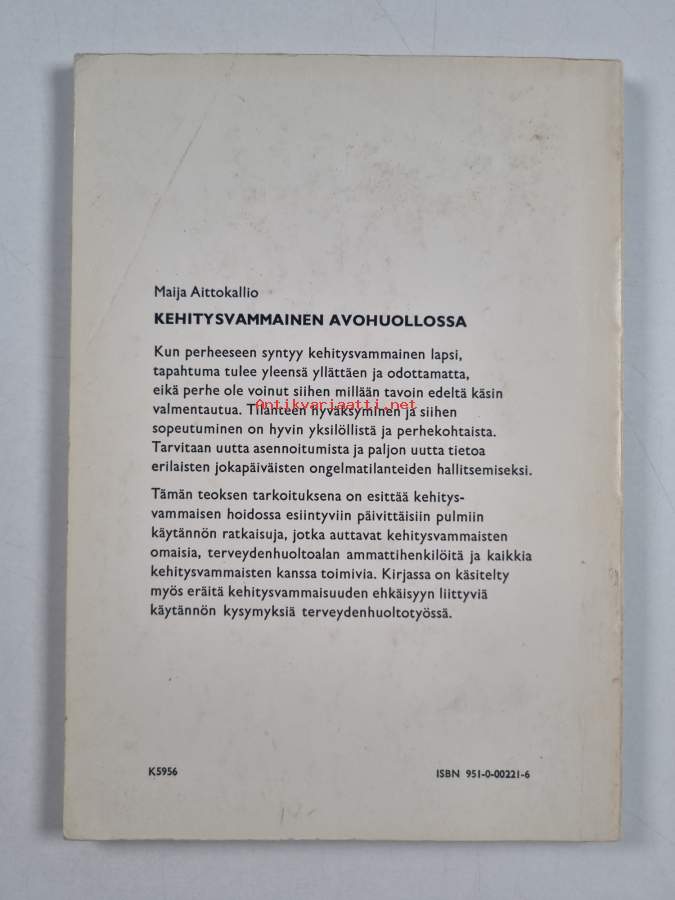 Maija Aittokallio
KEHITYSVAMMAINEN AVOHUOLLOSSA
Kun perheeseen syntyy kehitysvammainen lapsi,
tapahtuma tulee yleensä yllättäen ja odottamatta,
eikä perhe ole voinut siihen millään tavoin edeltä käsin
valmentautua. Tilanteen hyväksyminen ja siihen
Antikvariaatti.net
sopeutuminen on hyvin yksilöllistä ja perhekohtaista.
Tarvitaan uutta asennoitumista ja paljon uutta tietoa
erilaisten jokapäiväisten ongelmatilanteiden hallitsemiseksi.
Tämän teoksen tarkoituksena on esittää kehitys-
vammaisen hoidossa esiintyviin päivittäisiin pulmiin
käytännön ratkaisuja, jotka auttavat kehitysvammaisten
omaisia, terveydenhuoltoalan ammattihenkilöitä ja kaikkia
kehitysvammaisten kanssa toimivia. Kirjassa on käsitelty
myös eräitä kehitysvammaisuuden ehkäisyyn liittyviä
käytännön kysymyksiä terveydenhuoltotyössä.
K5956
ISBN 951-0-00221-6